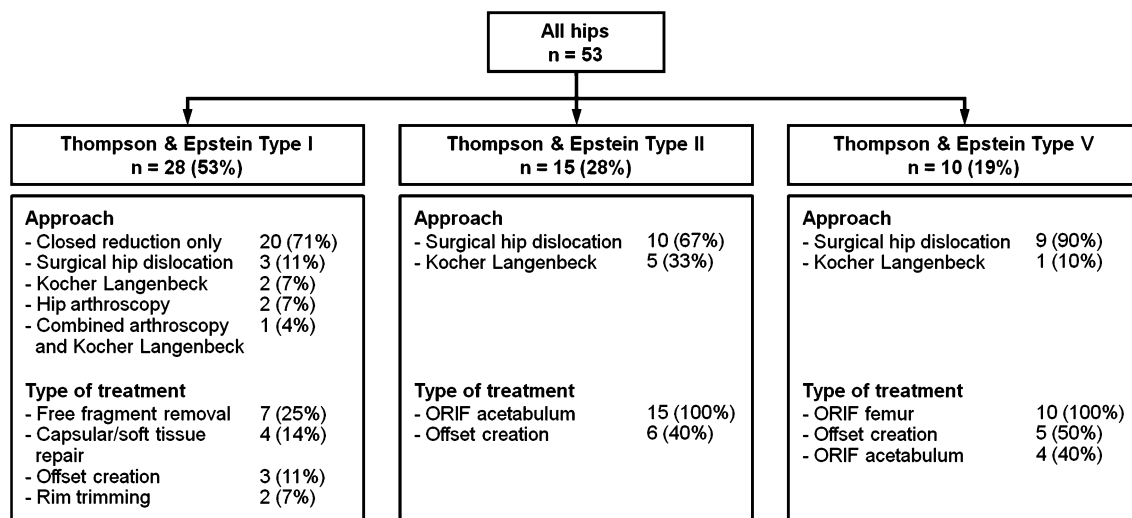 All hips
n = 53
Thompson & Epstein Type I
n = 28 (53%)
Approach
- Closed reduction only 20 (71%)
- Surgical hip dislocation 3 (11%)
- Kocher Langenbeck 2 (7%)
- Hip arthroscopy 2 (7%)
- Combined arthroscopy 1 (4%)
and Kocher Langenbeck
Type of treatment
- Free fragment removal 7 (25%)
- Capsular/soft tissue 4 (14%)
repair
- Offset creation 3 (11%)
- Rim trimming 2 (7%)
Thompson & Epstein Type II
n = 15 (28%)
Approach
- Surgical hip dislocation 10 (67%)
- Kocher Langenbeck 5 (33%)
Type of treatment
- ORIF acetabulum 15 (100%)
- Offset creation 6 (40%)
Thompson & Epstein Type V
n = 10 (19%)
Approach
- Surgical hip dislocation 9 (90%)
- Kocher Langenbeck 1 (10%)
Type of treatment
- ORIF femur 10 (100%)
- Offset creation 5 (50%)
- ORIF acetabulum 4 (40%)